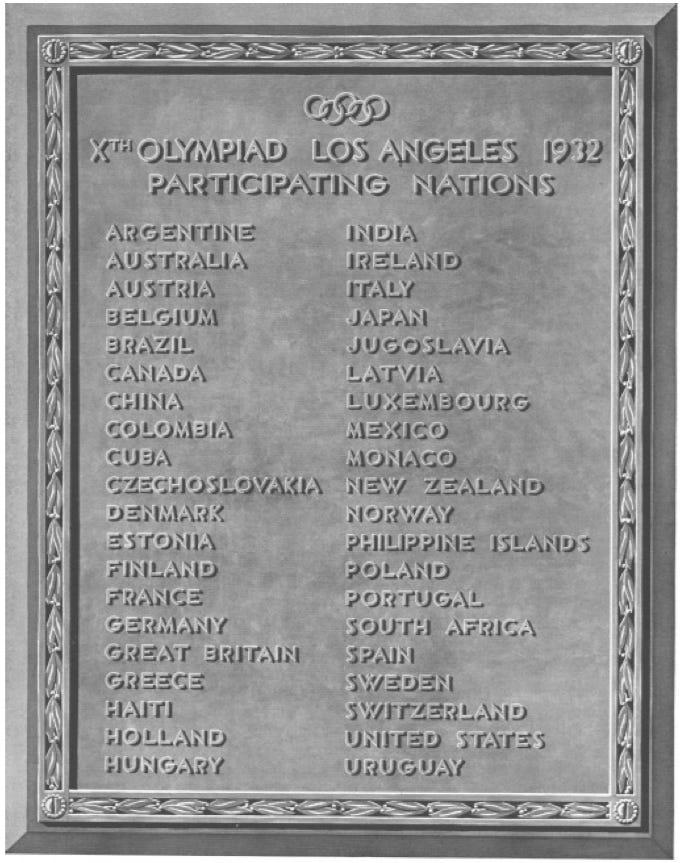 XTH OLYMPIAD LOS ANGELES 1932
PARTICIPATING NATIONS
ARGENTINE
AUSTRALIA
AUSTRIA
BELGIUM
BRAZIL
CANADA
CHINA
COLOMBIA
CUBA
CZECHOSLOVAKIA
DENMARK
ESTONIA
FINLAND
FRANCE
GERMANY
GREAT BRITAIN
GREECE
HAITI
HOLLAND
HUNGARY
INDIA
IRELAND
ITALY
JAPAN
JUGOSLAVIA
LATVIA
LUXEMBOURG
MEXICO
MONACO
NEW ZEALAND
NORWAY
PHILIPPINE ISLANDS
POLAND
PORTUGAL
SOUTH AFRICA
SPAIN
SWEDEN
SWITZERLAND
UNITED STATES
URUGUAY